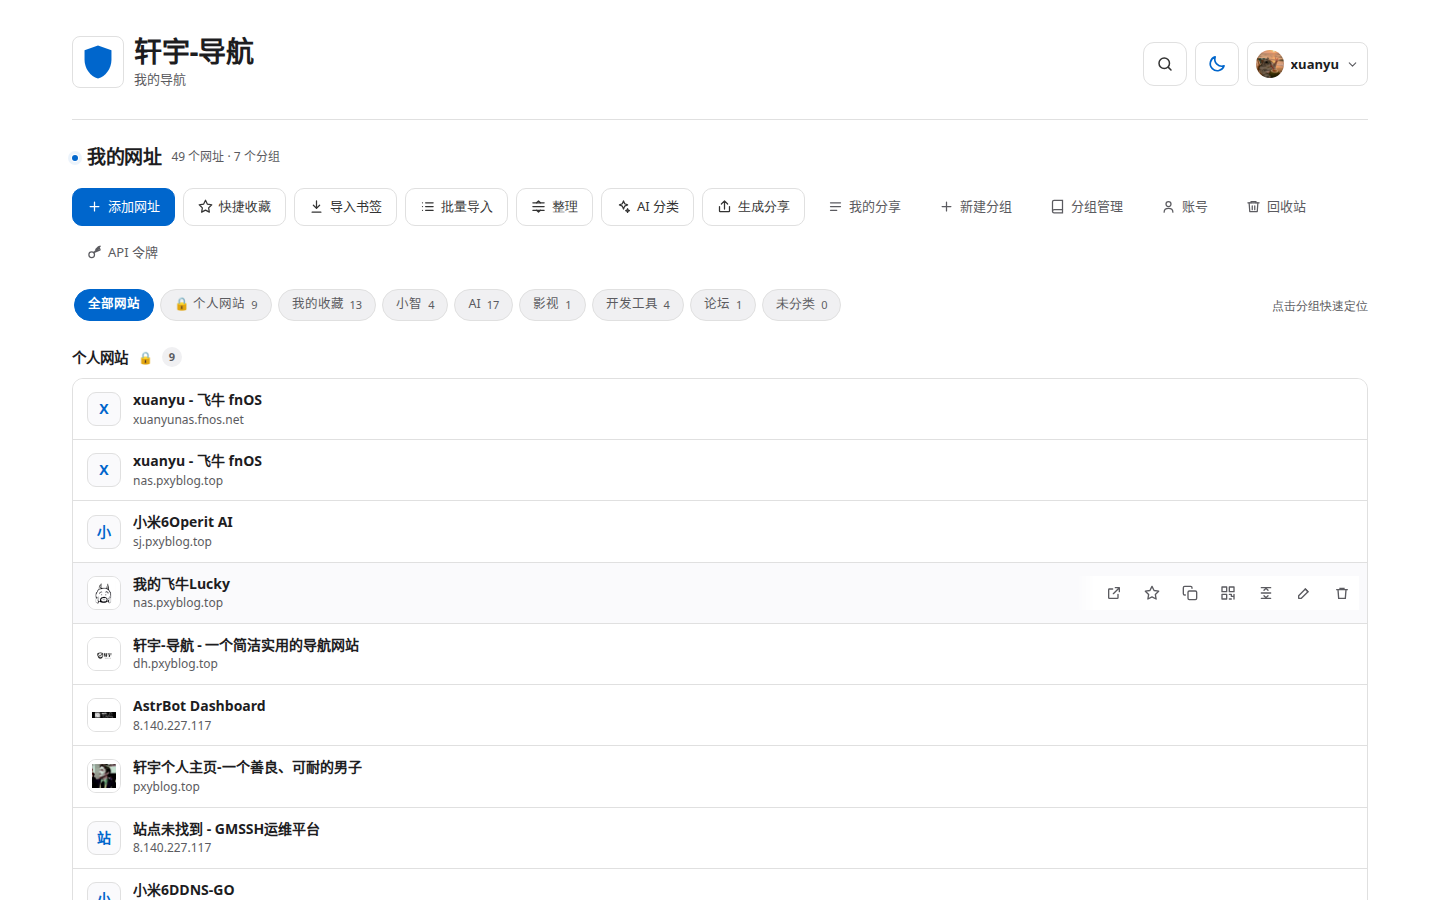 轩宇-导航
我的导航
xuanyu
我的网址 49 个网址 · 7 个分组
添加网址 快捷收藏 导入书签 批量导入 整理 AI 分类 生成分享 我的分享 新建分组 分组管理 账号 回收站
API 令牌
全部网站 🔒 个人网站 9 我的收藏 13 小智 4 AI 17 影视 1 开发工具 4 论坛 1 未分类 0 点击分组快速定位
个人网站 🔒 9
X xuanyu - 飞牛 fnOS
xuanyunas.fnos.net
X xuanyu - 飞牛 fnOS
nas.pxyblog.top
小 小米6Operit AI
sj.pxyblog.top
我的飞牛Lucky
nas.pxyblog.top
轩宇-导航 - 一个简洁实用的导航网站
dh.pxyblog.top
AstrBot Dashboard
8.140.227.117
轩宇个人主页-一个善良、可耐的男子
pxyblog.top
站 站点未找到 - GMSSH运维平台
8.140.227.117
小 小米6DDNS-GO